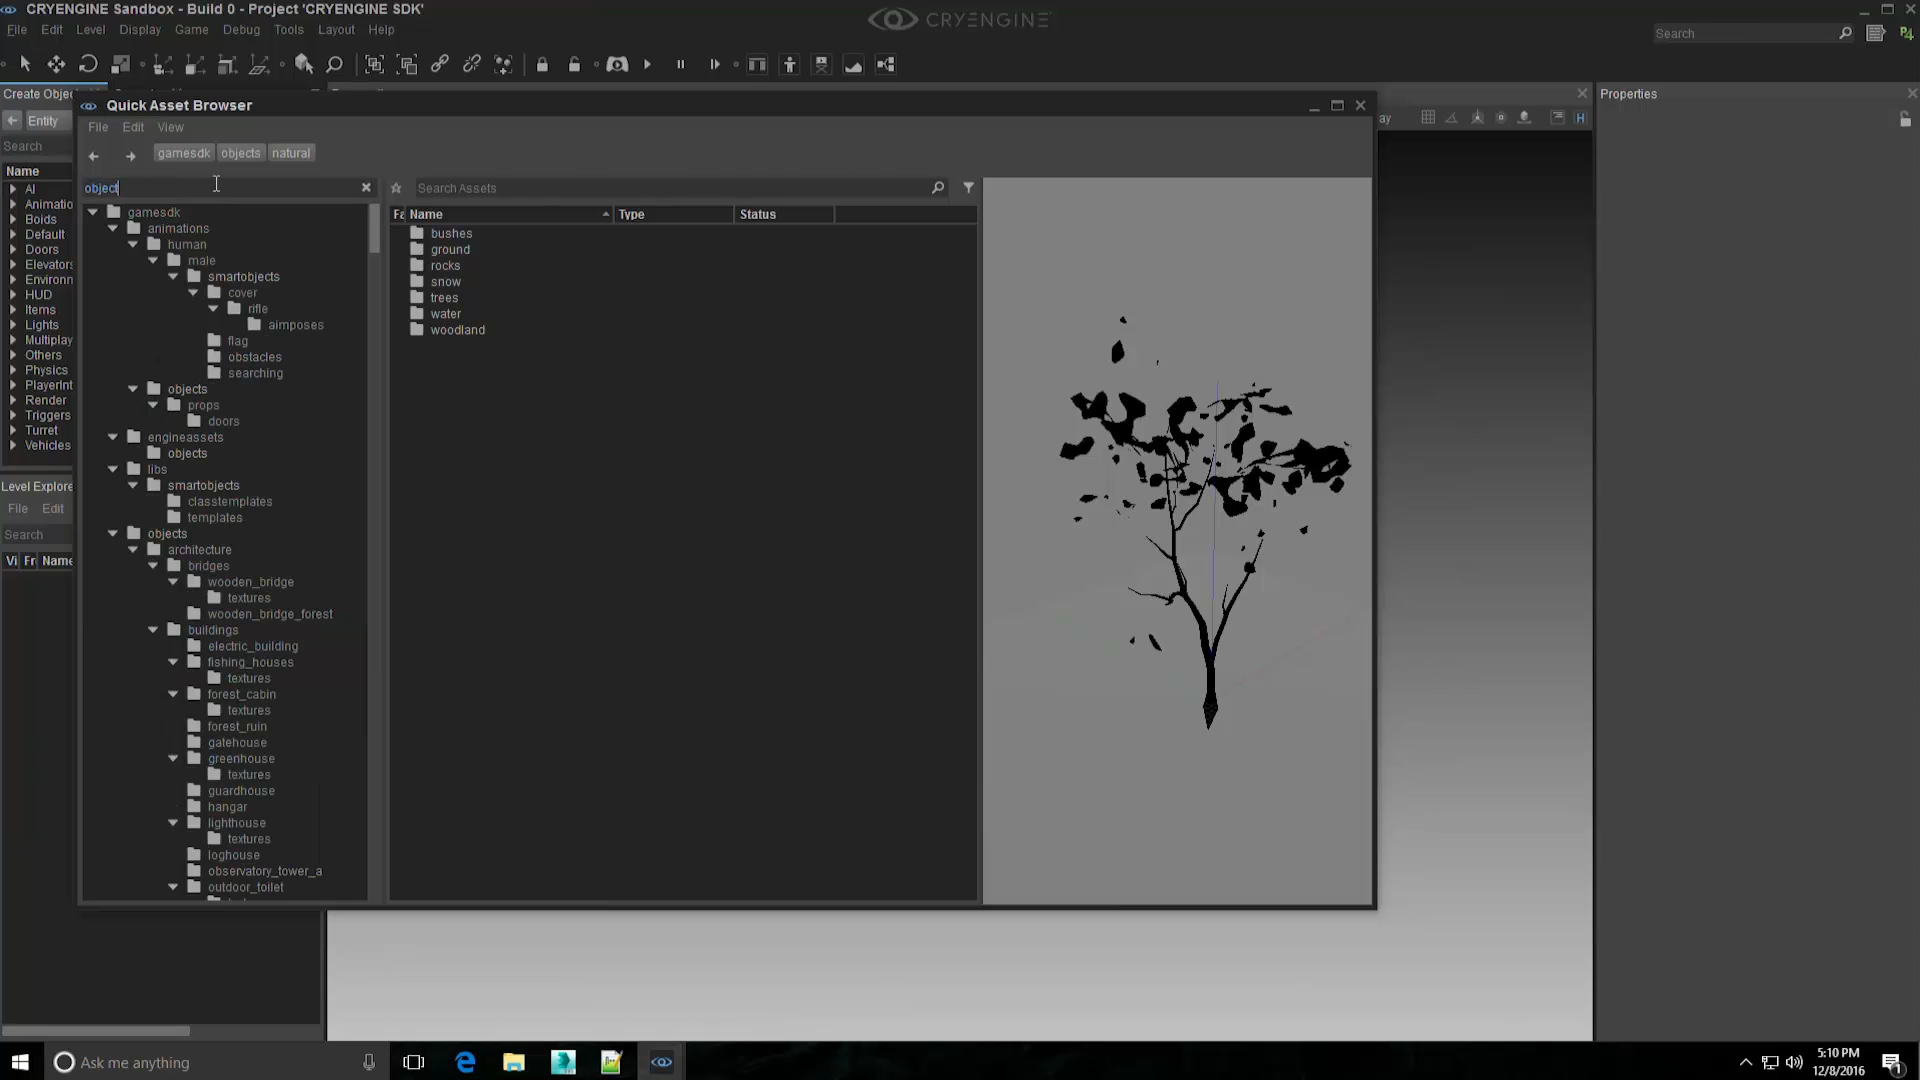 CRYENGINE Sandbox - Build 0 - Project 'CRYENGINE SDK'
CRYENGINE
File Edit Level Display Game Debug Tools Layout Help
Search
Create Objec
Quick Asset Browser
Properties
Entity
File Edit View
ay
H
Search
gamesdk objects natural
Name
object
Search Assets
AI
Animatio
Boids
Default
Doors
Elevators
Environn
HUD
Items
Lights
Multiplay
Others
Physics
PlayerInt
Render
Triggers
Turret
Vehicles
Level Explore
File Edit
Search
Vi Fr Name
gamesdk
animations
human
male
smartobjects
cover
rifle
aimposes
flag
obstacles
searching
objects
props
doors
engineassets
objects
libs
smartobjects
classtemplates
templates
objects
architecture
bridges
wooden_bridge
textures
wooden_bridge_forest
buildings
electric_building
fishing_houses
textures
forest_cabin
textures
forest_ruin
gatehouse
greenhouse
textures
guardhouse
hangar
lighthouse
textures
loghouse
observatory_tower_a
outdoor_toilet
Fa Name Type Status
bushes
ground
rocks
snow
trees
water
woodland
Ask me anything
5:10 PM
12/8/2016
1